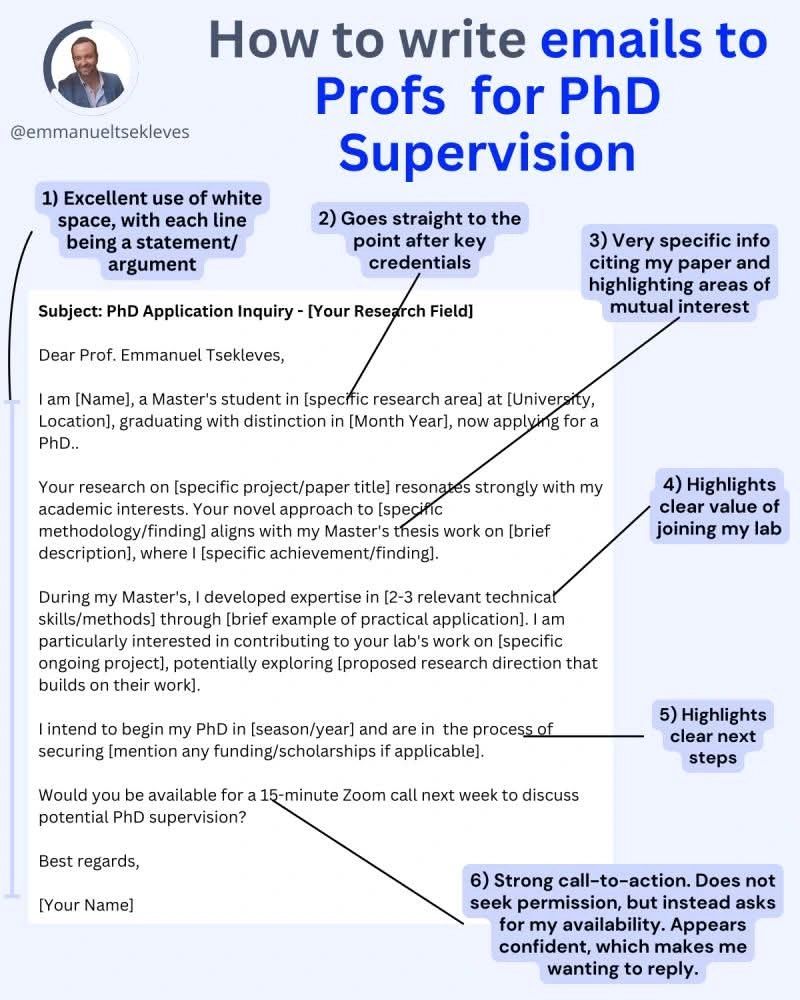 How to write emails to
Profs for PhD
Supervision
@emmanueltsekleves
1) Excellent use of white
space, with each line
being a statement/
argument
2) Goes straight to the
point after key
credentials
3) Very specific info
citing my paper and
highlighting areas of
mutual interest
Subject: PhD Application Inquiry - [Your Research Field]
Dear Prof. Emmanuel Tsekleves,
I am [Name], a Master's student in [specific research area] at [University,
Location], graduating with distinction in [Month Year], now applying for a
PhD..
Your research on [specific project/paper title] resonates strongly with my
academic interests. Your novel approach to [specific
methodology/finding] aligns with my Master's thesis work on [brief
description], where I [specific achievement/finding].
4) Highlights
clear value of
joining my lab
During my Master's, I developed expertise in [2-3 relevant technical
skills/methods] through [brief example of practical application]. I am
particularly interested in contributing to your lab's work on [specific
ongoing project], potentially exploring [proposed research direction that
builds on their work].
I intend to begin my PhD in [season/year] and are in the process of
securing [mention any funding/scholarships if applicable].
5) Highlights
clear next
steps
Would you be available for a 15-minute Zoom call next week to discuss
potential PhD supervision?
Best regards,
[Your Name]
6) Strong call-to-action. Does not
seek permission, but instead asks
for my availability. Appears
confident, which makes me
wanting to reply.